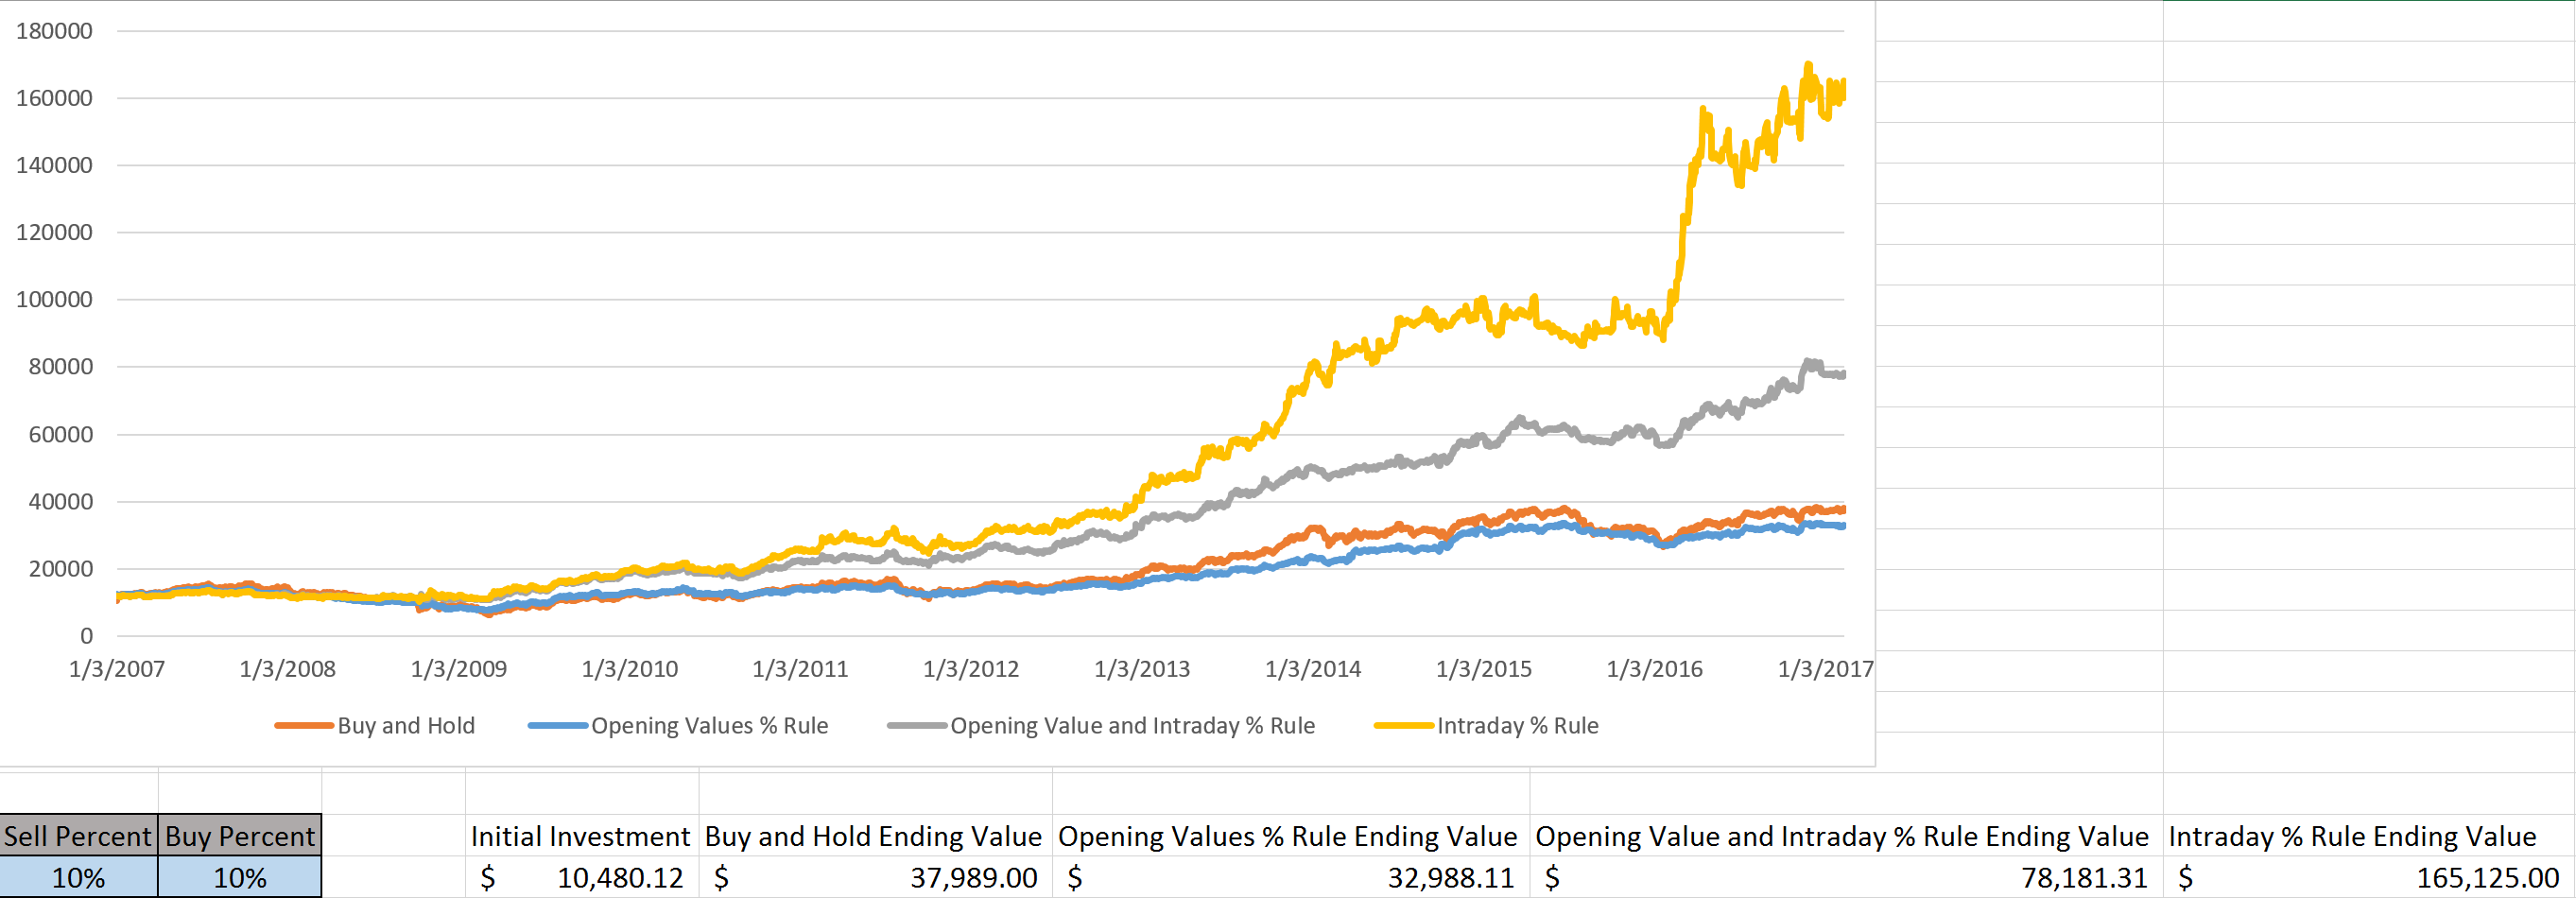 180000
160000
140000
120000
100000
80000
60000
40000
20000
0
1/3/2007 1/3/2008 1/3/2009 1/3/2010 1/3/2011 1/3/2012 1/3/2013 1/3/2014 1/3/2015 1/3/2016 1/3/2017
Buy and Hold Opening Values % Rule Opening Value and Intraday % Rule Intraday % Rule
Sell Percent Buy Percent Initial Investment Buy and Hold Ending Value Opening Values % Rule Ending Value Opening Value and Intraday % Rule Ending Value Intraday % Rule Ending Value
10% 10% $ 10,480.12 $ 37,989.00 $ 32,988.11 $ 78,181.31 $ 165,125.00